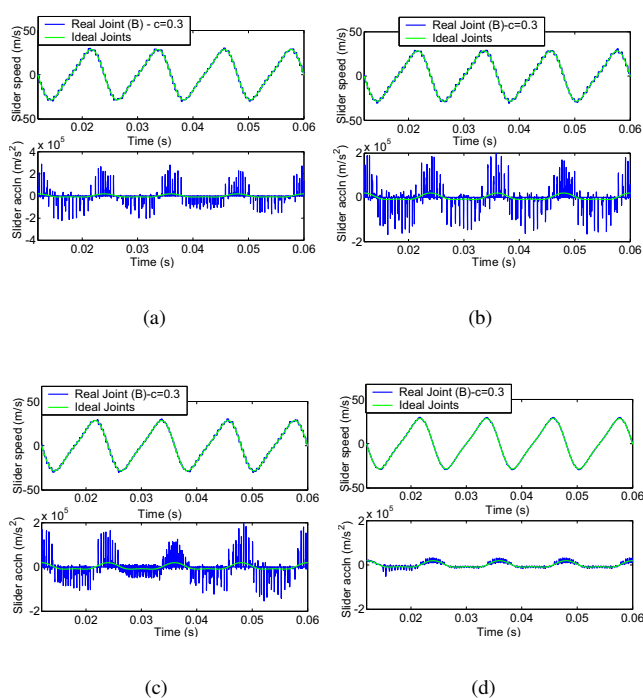 Real Joint (B) - c=0.3
Ideal Joints
Slider speed (m/s)
50
0
-50
0.02 0.03 0.04 0.05 0.06
Time (s)
x 10^5
Slider accln (m/s²)
4
2
0
-2
-4
0.02 0.03 0.04 0.05 0.06
Time (s)
(a)
Real Joint (B)-c=0.3
Ideal Joints
Slider speed (m/s)
50
0
-50
0.02 0.03 0.04 0.05 0.06
Time (s)
x 10^5
Slider accln (m/s²)
2
0
-2
0.02 0.03 0.04 0.05 0.06
Time (s)
(b)
Real Joint (B)-c=0.3
Ideal Joints
Slider speed (m/s)
50
0
-50
0.02 0.03 0.04 0.05 0.06
Time (s)
x 10^5
Slider accln (m/s²)
2
0
-2
0.02 0.03 0.04 0.05 0.06
Time (s)
(c)
Real Joint (B)-c=0.3
Ideal Joints
Slider speed (m/s)
50
0
-50
0.02 0.03 0.04 0.05 0.06
Time (s)
x 10^5
Slider accln (m/s²)
2
0
-2
0.02 0.03 0.04 0.05 0.06
Time (s)
(d)